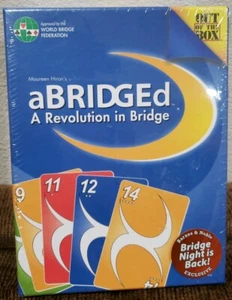 Approved by the
WORLD BRIDGE
FEDERATION
OUT
OF THE
BOX
Maureen Hiron's
aBRIDGEd
A Revolution in Bridge
9
11
12
14
Barnes & Noble
Bridge
Night is
Back!
EXCLUSIVE